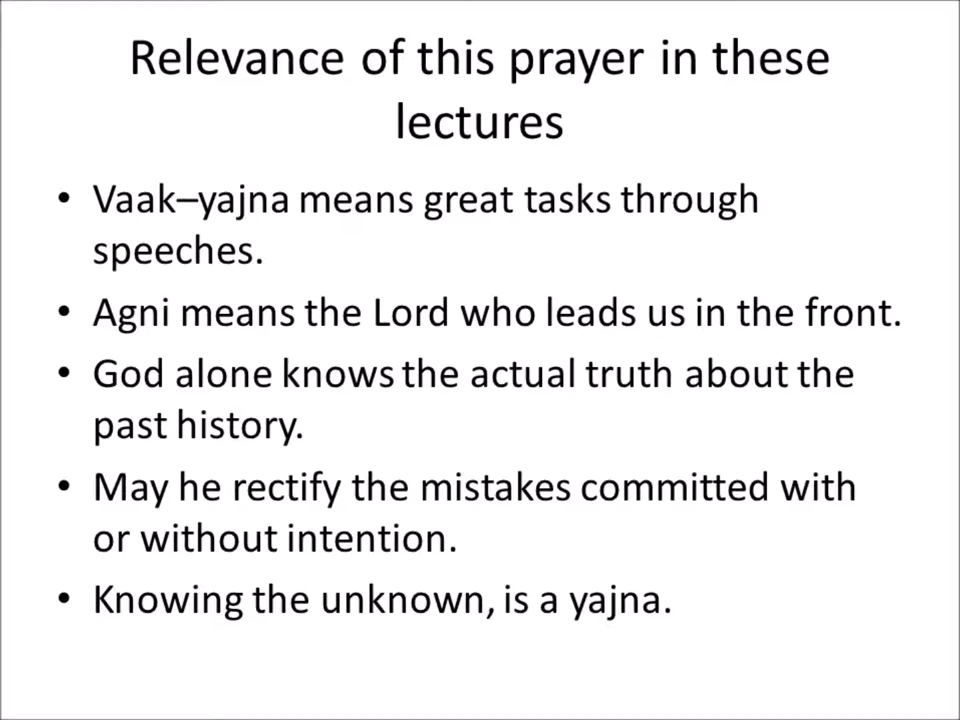 Relevance of this prayer in these
lectures
• Vaak–yajna means great tasks through
speeches.
• Agni means the Lord who leads us in the front.
• God alone knows the actual truth about the
past history.
• May he rectify the mistakes committed with
or without intention.
• Knowing the unknown, is a yajna.